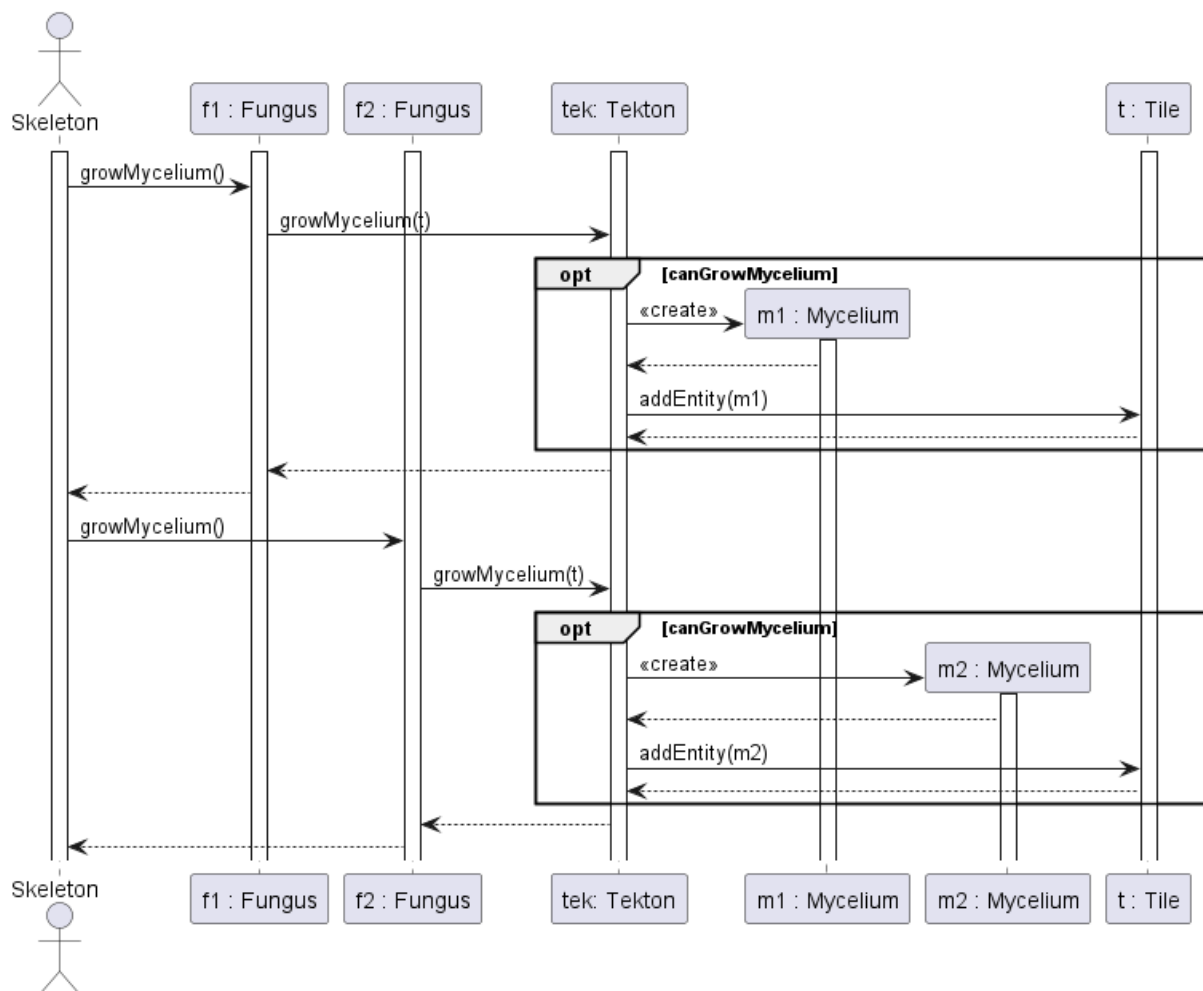 Skeleton
f1 : Fungus
f2 : Fungus
tek: Tekton
t : Tile
growMycelium()
growMycelium(t)
opt
[canGrowMycelium]
«create»
m1 : Mycelium
addEntity(m1)
growMycelium()
growMycelium(t)
opt
[canGrowMycelium]
«create»
m2 : Mycelium
addEntity(m2)
Skeleton
f1 : Fungus
f2 : Fungus
tek: Tekton
m1 : Mycelium
m2 : Mycelium
t : Tile